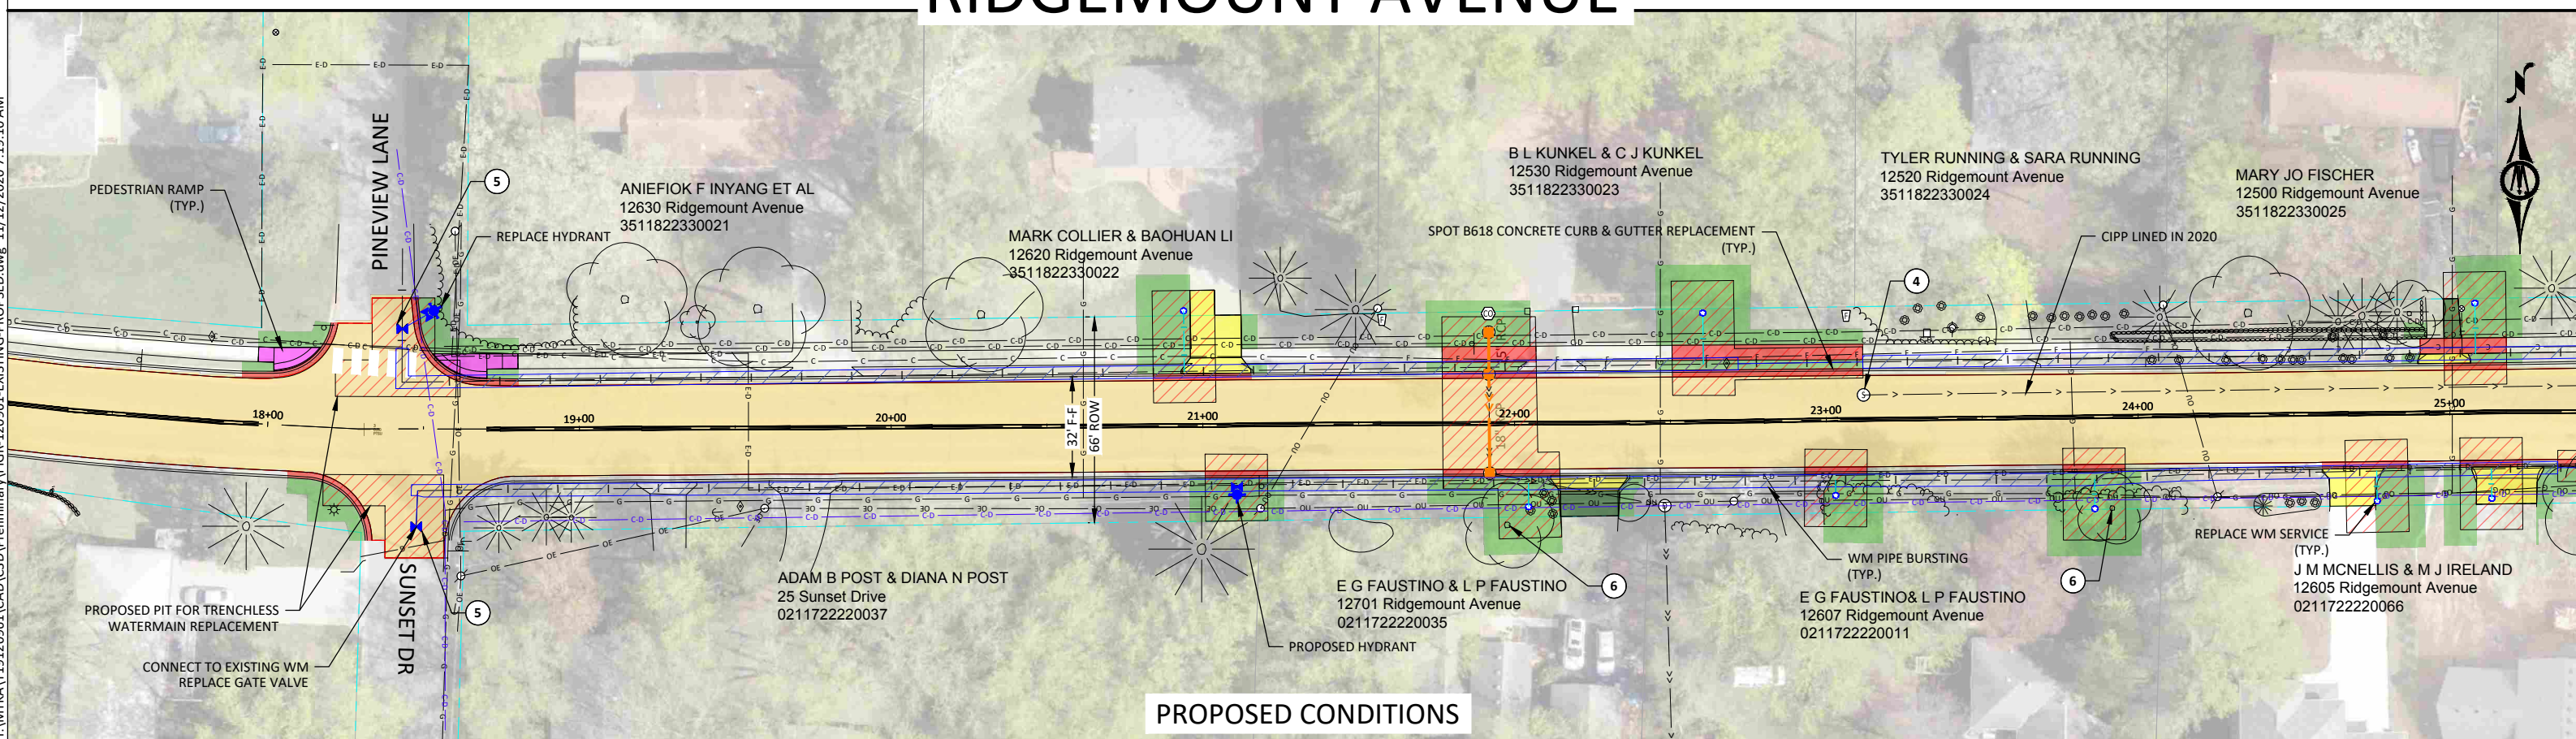 RIDGEMOUNT AVENUE
PEDESTRIAN RAMP
(TYP.)
PINEVIEW LANE
5
REPLACE HYDRANT
ANIEFIOK F INYANG ET AL
12630 Ridgemount Avenue
3511822330021
MARK COLLIER & BAOHUAN LI
12620 Ridgemount Avenue
3511822330022
B L KUNKEL & C J KUNKEL
12530 Ridgemount Avenue
3511822330023
SPOT B618 CONCRETE CURB & GUTTER REPLACEMENT
(TYP.)
TYLER RUNNING & SARA RUNNING
12520 Ridgemount Avenue
3511822330024
CIPP LINED IN 2020
4
MARY JO FISCHER
12500 Ridgemount Avenue
3511822330025
N
18+00
19+00
20+00
21+00
22+00
23+00
24+00
25+00
32' F-F
66' ROW
CO
PROPOSED PIT FOR TRENCHLESS
WATERMAIN REPLACEMENT
CONNECT TO EXISTING WM
REPLACE GATE VALVE
SUNSET DR
5
ADAM B POST & DIANA N POST
25 Sunset Drive
0211722220037
PROPOSED HYDRANT
E G FAUSTINO & L P FAUSTINO
12701 Ridgemount Avenue
0211722220035
6
WM PIPE BURSTING
(TYP.)
E G FAUSTINO& L P FAUSTINO
12607 Ridgemount Avenue
0211722220011
6
REPLACE WM SERVICE
(TYP.)
J M MCNELLIS & M J IRELAND
12605 Ridgemount Avenue
0211722220066
PROPOSED CONDITIONS